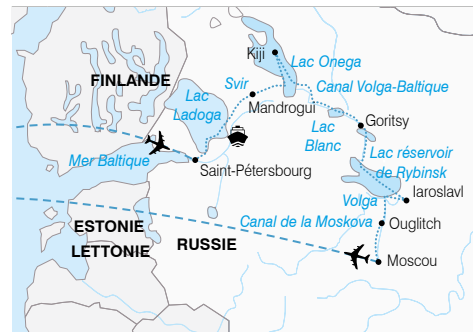 Kiji
Lac Onega
FINLANDE
Svir
Canal Volga-Baltique
Lac
Ladoga
Mandrogui
Lac
Blanc
Goritsy
Mer Baltique
Saint-Pétersbourg
Lac réservoir
de Rybinsk
Iaroslavl
Volga
ESTONIE
LETTONIE
RUSSIE
Canal de la Moskova
Ouglitch
Moscou